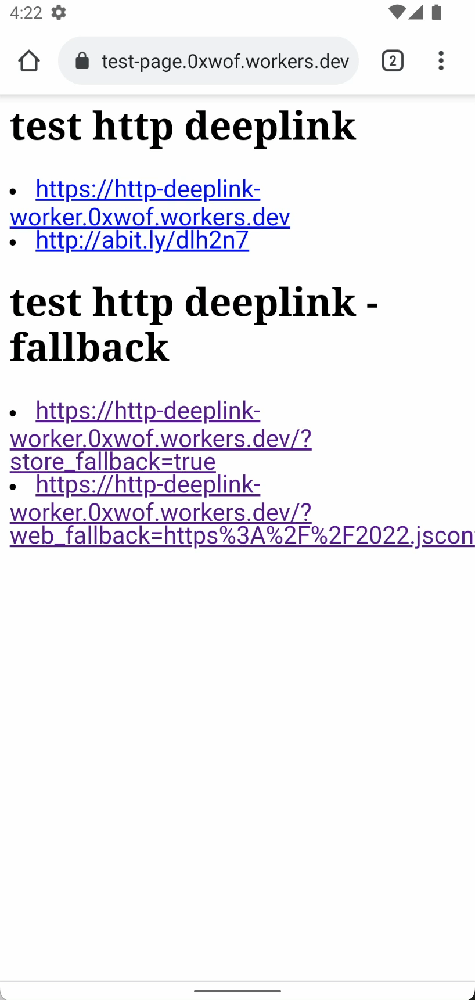 4:22
test-page.0xwof.workers.dev
2
test http deeplink
• https://http-deeplink-
worker.0xwof.workers.dev
• http://abit.ly/dlh2n7
test http deeplink -
fallback
• https://http-deeplink-
worker.0xwof.workers.dev/?
store_fallback=true
• https://http-deeplink-
worker.0xwof.workers.dev/?
web_fallback=https%3A%2F%2F2022.jscon